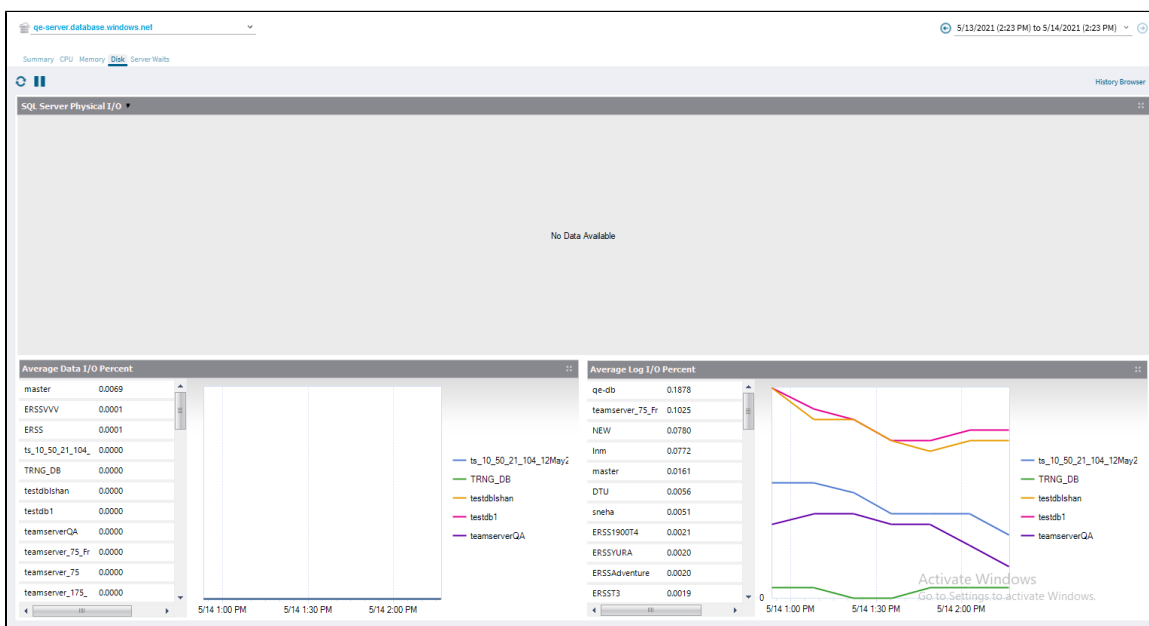 qe-server.database.windows.net
5/13/2021 (2:23 PM) to 5/14/2021 (2:23 PM)
Summary CPU Memory Disk Server Waits
History Browser
SQL Server Physical I/O
No Data Available
Average Data I/O Percent
master 0.0069
ERSSVVV 0.0001
ERSS 0.0001
ts_10_50_21_104_ 0.0000
TRNG_DB 0.0000
testdblshan 0.0000
testdb1 0.0000
teamserverQA 0.0000
teamserver_75_Fr 0.0000
teamserver_75 0.0000
teamserver_175_ 0.0000
ts_10_50_21_104_12May2
TRNG_DB
testdblshan
testdb1
teamserverQA
5/14 1:00 PM 5/14 1:30 PM 5/14 2:00 PM
Average Log I/O Percent
qe-db 0.1878
teamserver_75_Fr 0.1025
NEW 0.0780
lnm 0.0772
master 0.0161
DTU 0.0056
sneha 0.0051
ERSS1900T4 0.0021
ERSSYURA 0.0020
ERSSAdventure 0.0020
ERSST3 0.0019
0
ts_10_50_21_104_12May2
TRNG_DB
testdblshan
testdb1
teamserverQA
5/14 1:00 PM 5/14 1:30 PM 5/14 2:00 PM
Activate Windows
Go to Settings to activate Windows.